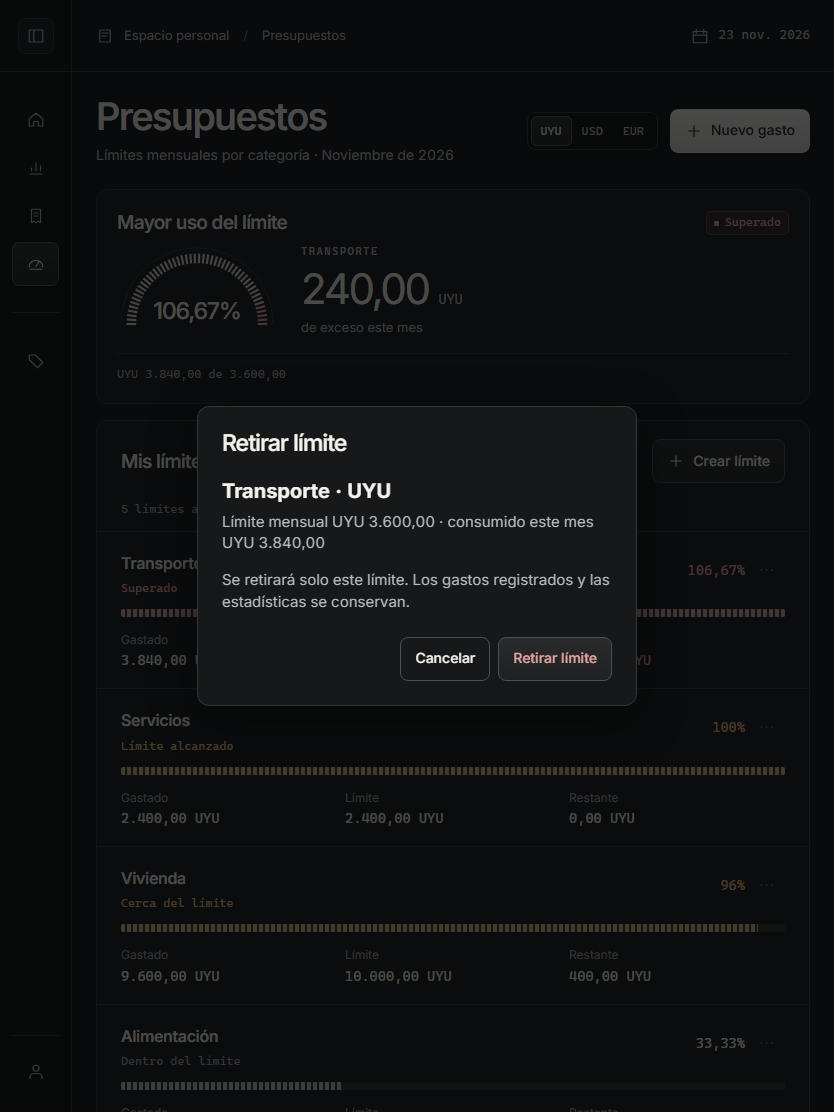 Espacio personal / Presupuestos
23 nov. 2026
Presupuestos
Límites mensuales por categoría · Noviembre de 2026
UYU USD EUR
Nuevo gasto
Mayor uso del límite
Superado
106,67%
TRANSPORTE
240,00 UYU
de exceso este mes
UYU 3.840,00 de 3.600,00
Mis límite
Crear límite
5 límites a
Transporte
106,67%
Superado
Gastado
3.840,00
YU
Retirar límite
Transporte · UYU
Límite mensual UYU 3.600,00 · consumido este mes
UYU 3.840,00
Se retirará solo este límite. Los gastos registrados y las
estadísticas se conservan.
Cancelar
Retirar límite
Servicios
100%
Límite alcanzado
Gastado Límite Restante
2.400,00 UYU 2.400,00 UYU 0,00 UYU
Vivienda
96%
Cerca del límite
Gastado Límite Restante
9.600,00 UYU 10.000,00 UYU 400,00 UYU
Alimentación
33,33%
Dentro del límite
Gastado Límite Restante